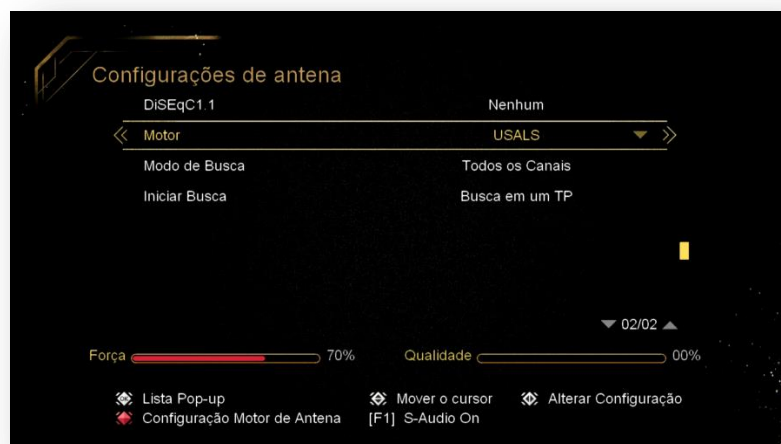 Configurações de antena
DiSEqC1.1 Nenhum
Motor USALS
Modo de Busca Todos os Canais
Iniciar Busca Busca em um TP
02/02
Força 70% Qualidade 00%
Lista Pop-up Mover o cursor Alterar Configuração
Configuração Motor de Antena [F1] S-Audio On